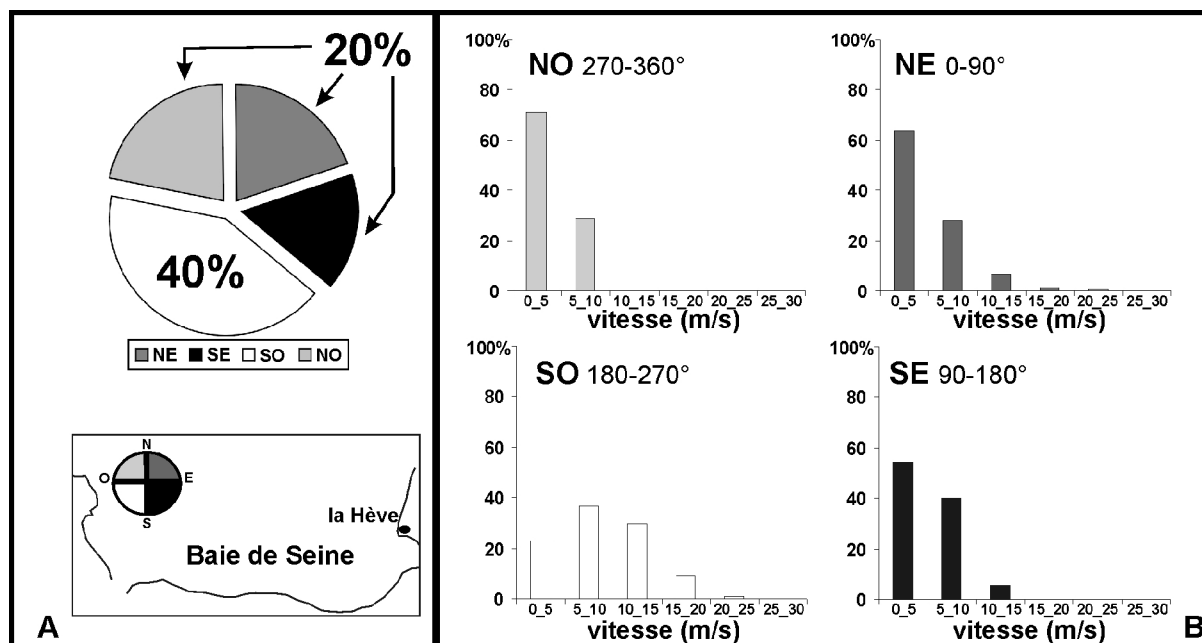 20%
40%
NE SE SO NO
N
O E
S
la Hève
Baie de Seine
A
NO 270-360°
100%
80
60
40
20
0
0_5 5_10 10_15 15_20 20_25 25_30
vitesse (m/s)
NE 0-90°
100%
80
60
40
20
0
0_5 5_10 10_15 15_20 20_25 25_30
vitesse (m/s)
SO 180-270°
100%
80
60
40
20
0
0_5 5_10 10_15 15_20 20_25 25_30
vitesse (m/s)
SE 90-180°
100%
80
60
40
20
0
0_5 5_10 10_15 15_20 20_25 25_30
vitesse (m/s)
B